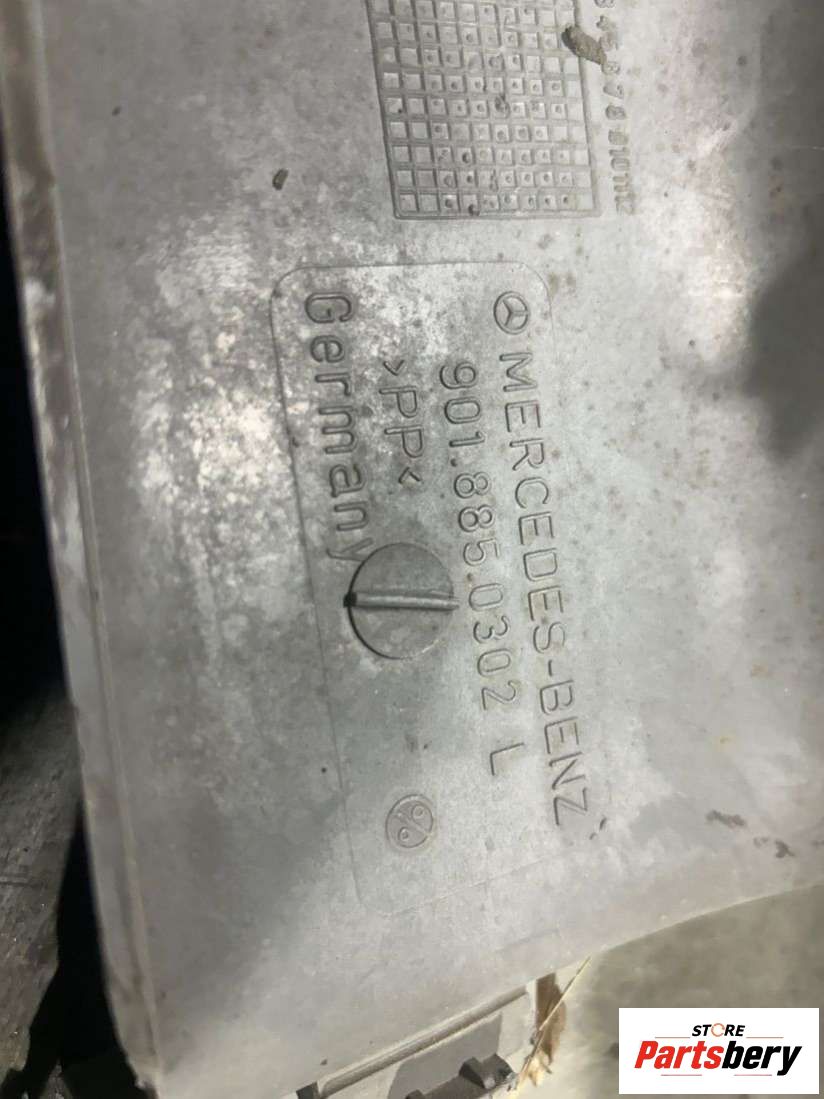 MERCEDES-BENZ
901.885 0302 L
>PP<
Germany
STORE
Partsbery